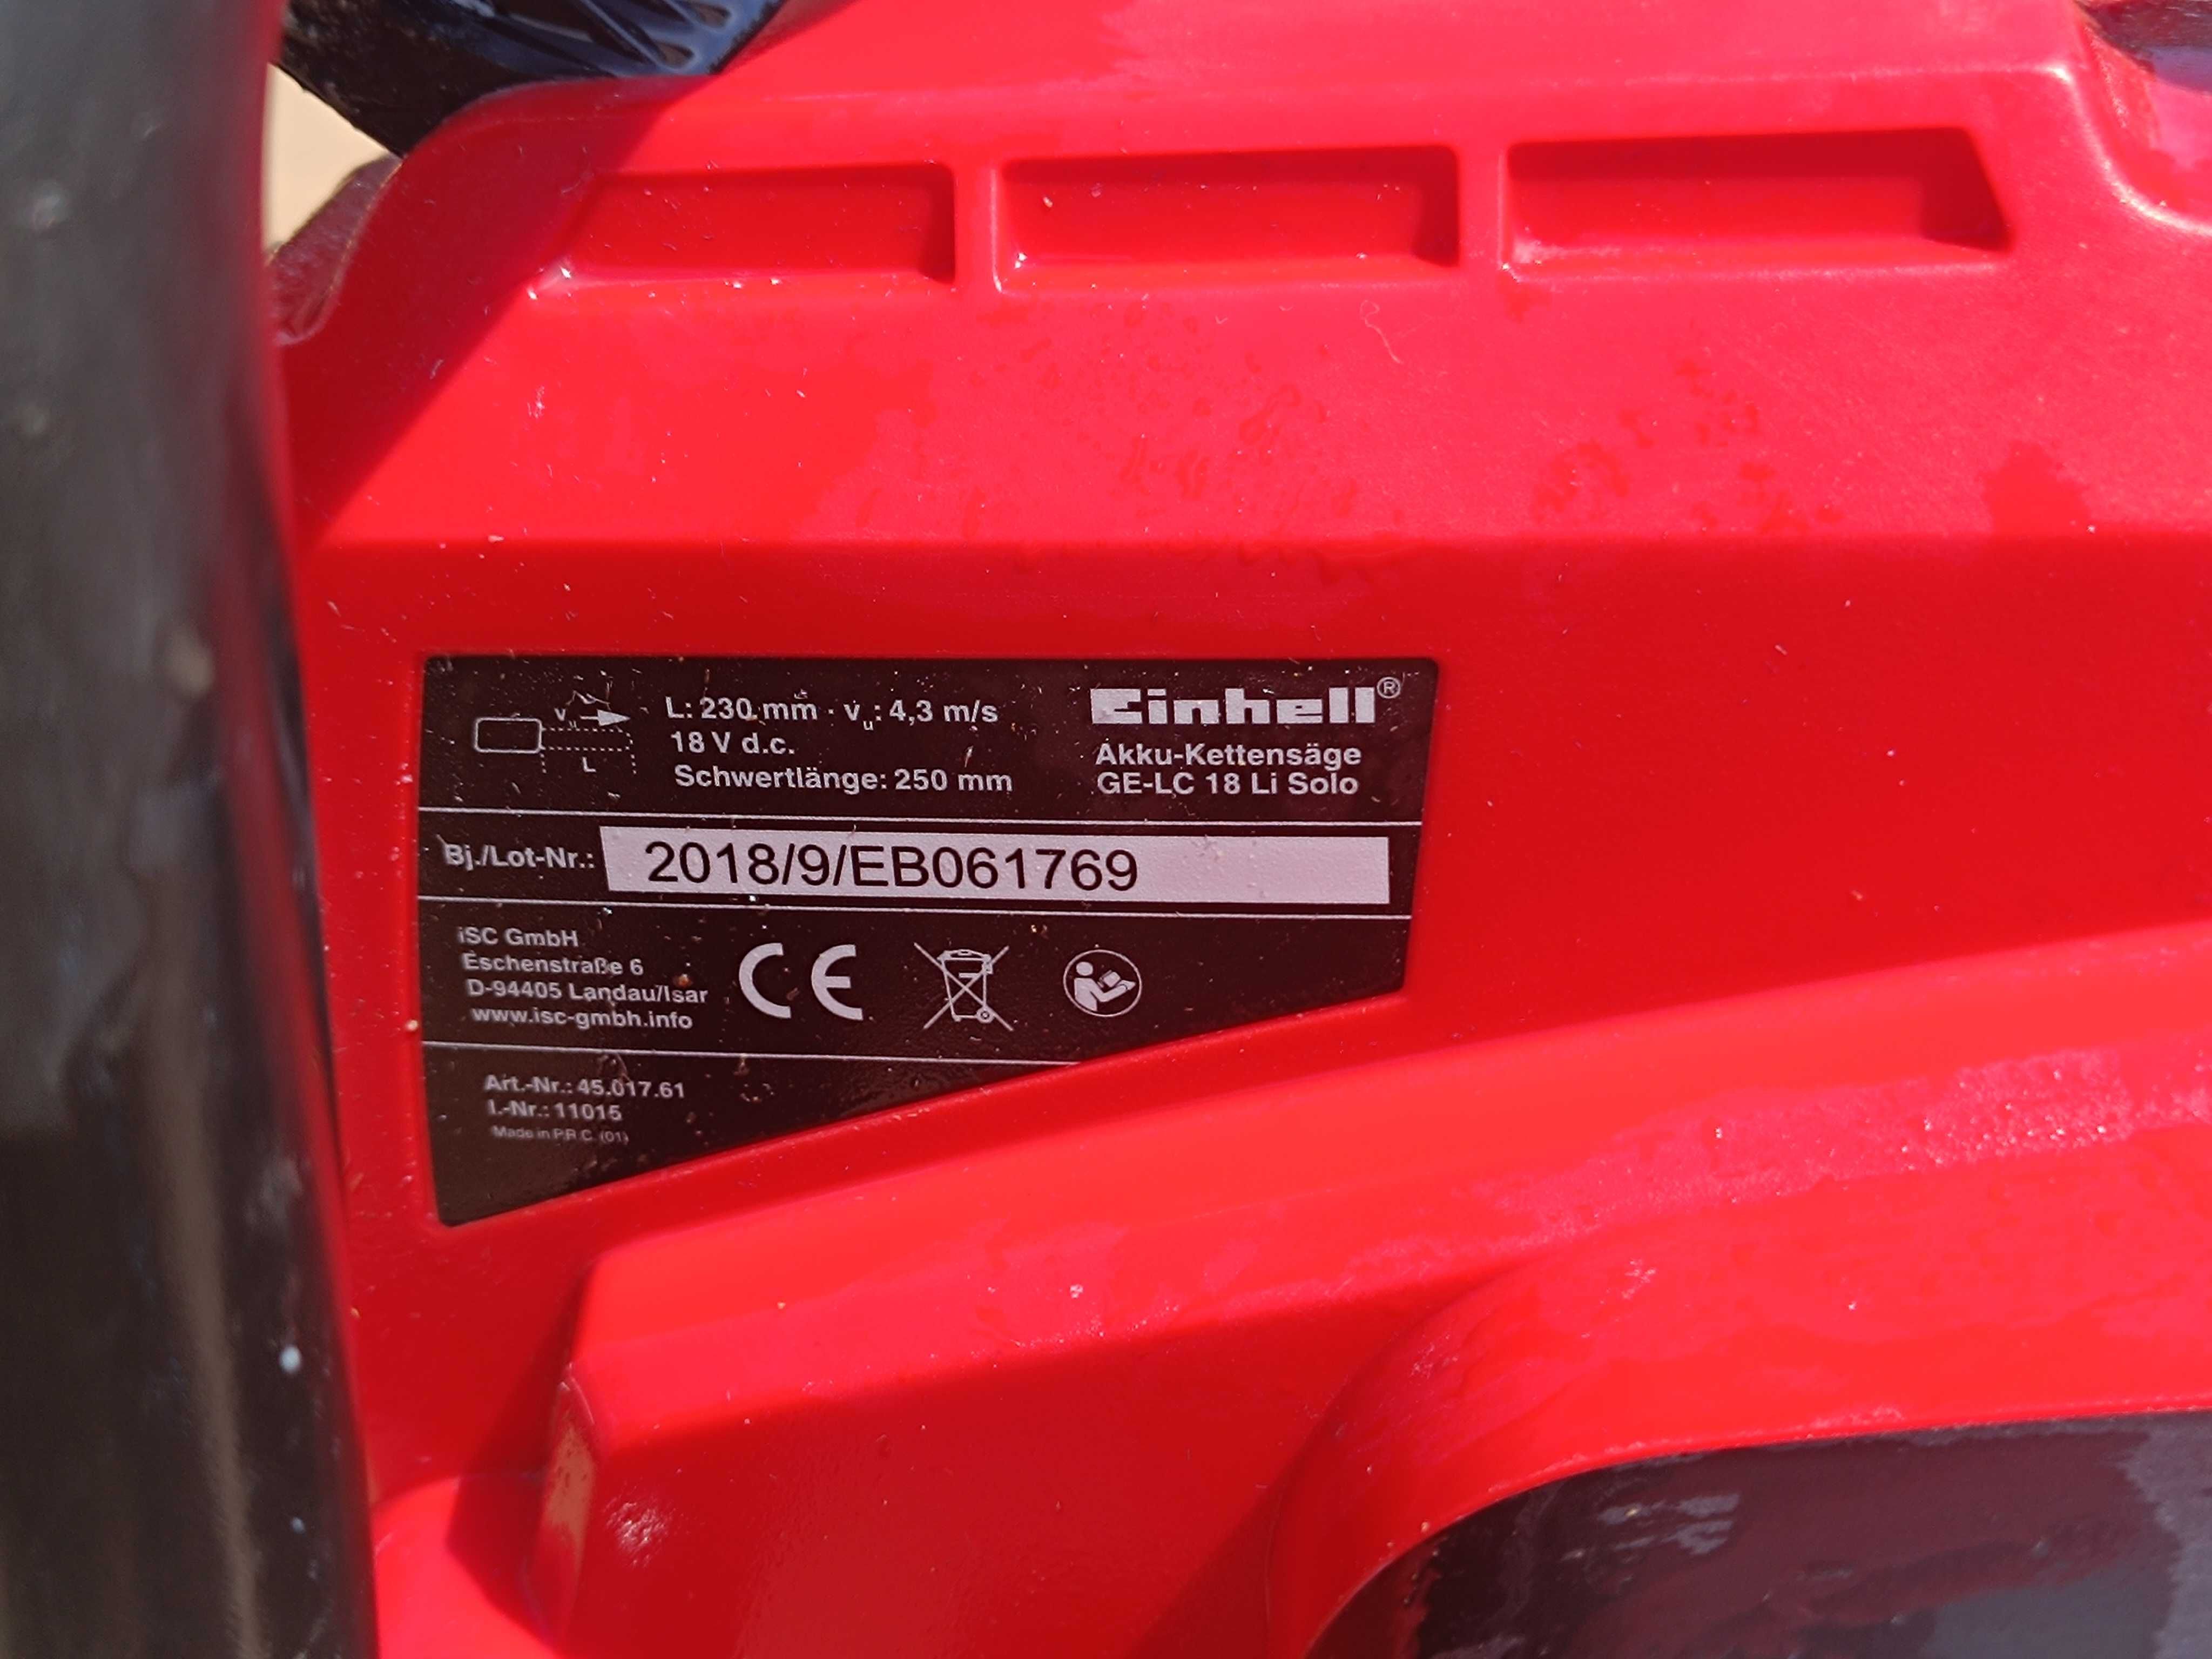 v u
L
L: 230 mm · vu: 4,3 m/s
18 V d.c.
Schwertlänge: 250 mm
Einhell®
Akku-Kettensäge
GE-LC 18 Li Solo
Bj./Lot-Nr.: 2018/9/EB061769
iSC GmbH
Eschenstraße 6
D-94405 Landau/Isar
www.isc-gmbh.info
CE
Art.-Nr.: 45.017.61
I.-Nr.: 11015
Made in P.R.C. (01)